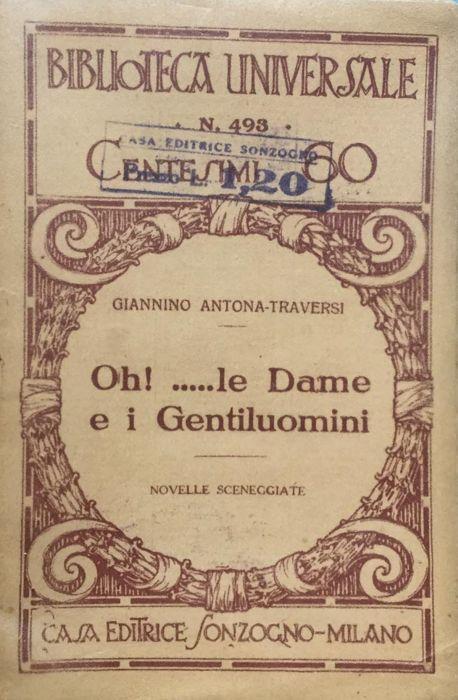 BIBLIOTECA UNIVERSALE
• N. 493 •
CASA EDITRICE SONZOGNO
CENTESIMI 60
L. 1,20
GIANNINO ANTONA-TRAVERSI
Oh! .....le Dame
e i Gentiluomini
NOVELLE SCENEGGIATE
CASA EDITRICE SONZOGNO-MILANO